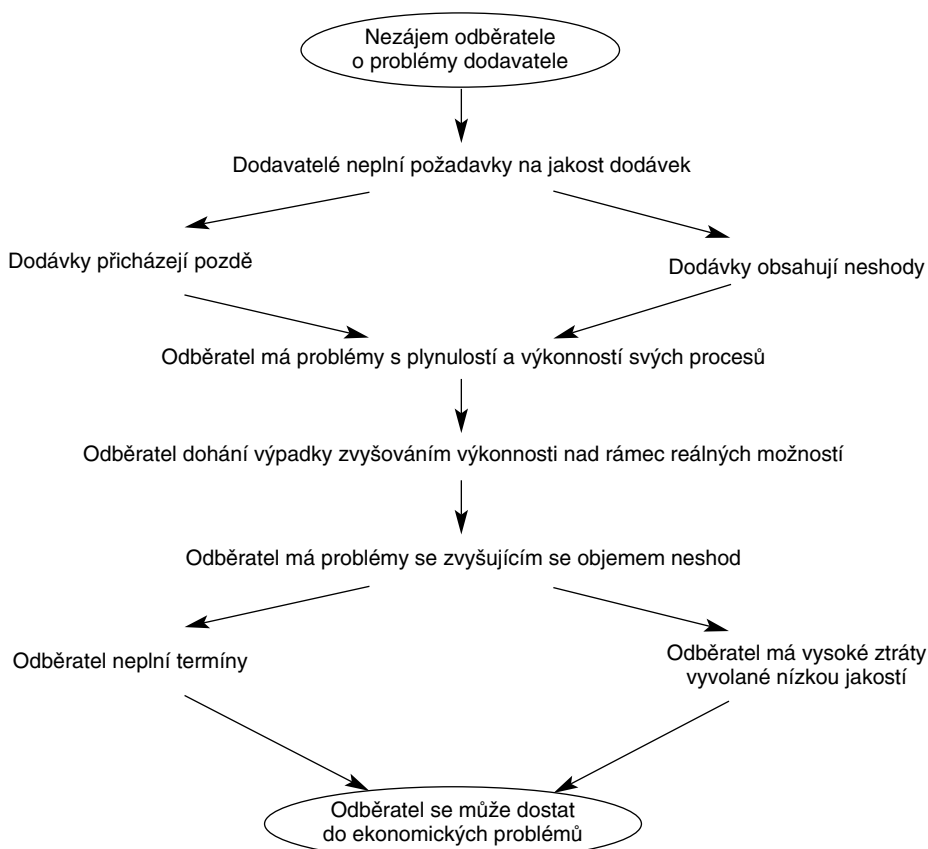 Nezájem odběratele
o problémy dodavatele
Dodavatelé neplní požadavky na jakost dodávek
Dodávky přicházejí pozdě
Dodávky obsahují neshody
Odběratel má problémy s plynulostí a výkonností svých procesů
Odběratel dohání výpadky zvyšováním výkonnosti nad rámec reálných možností
Odběratel má problémy se zvyšujícím se objemem neshod
Odběratel neplní termíny
Odběratel má vysoké ztráty
vyvolané nízkou jakostí
Odběratel se může dostat
do ekonomických problémů